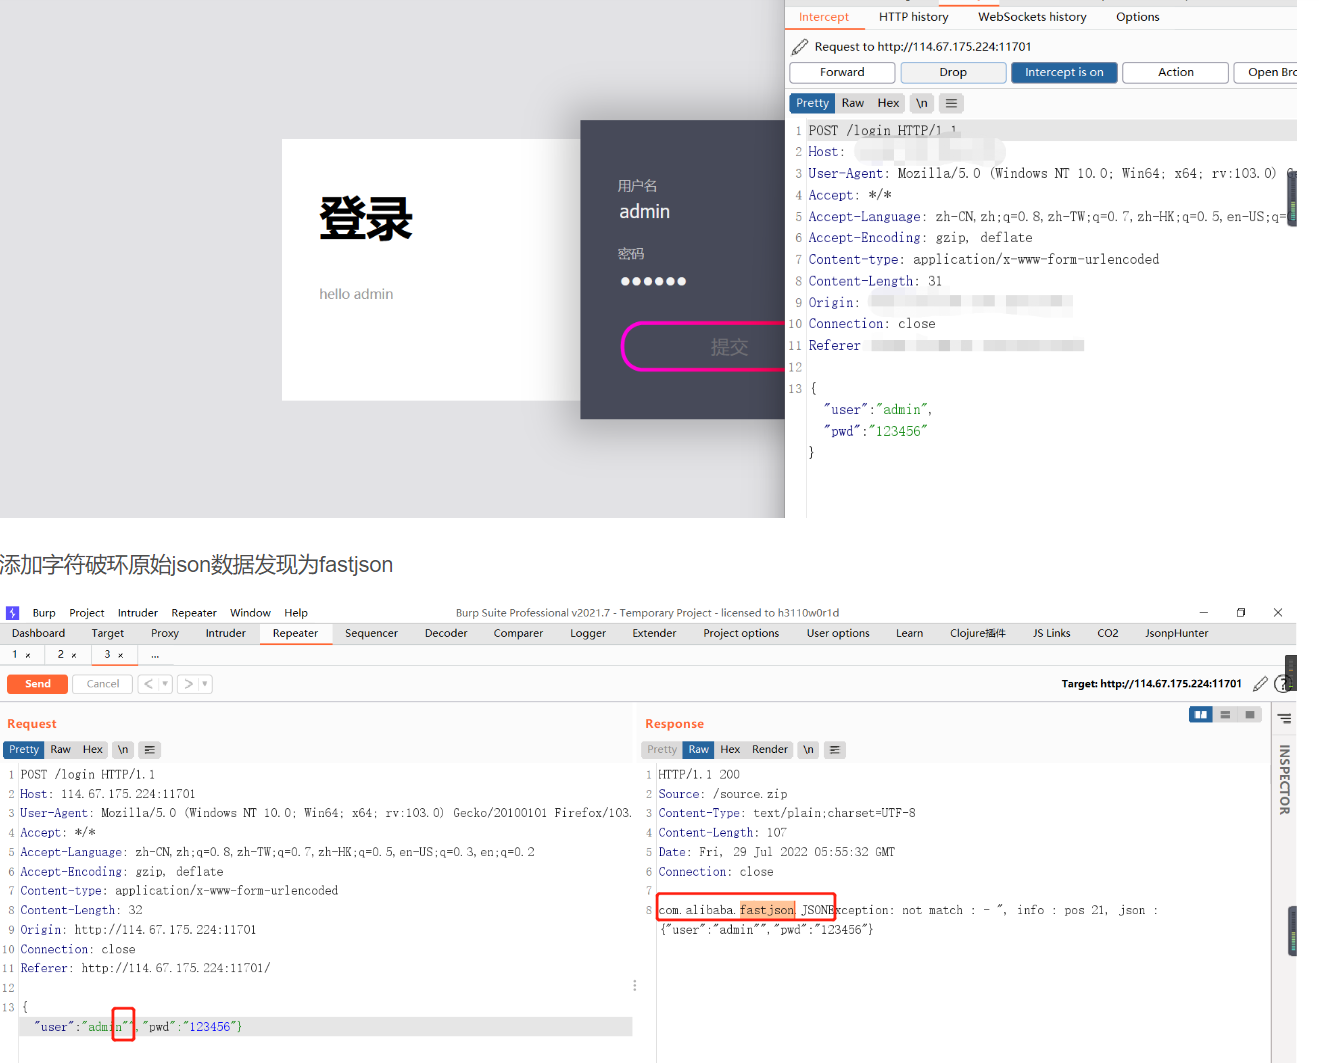 Intercept HTTP history WebSockets history Options
Request to http://114.67.175.224:11701
Forward Drop Intercept is on Action Open Bro
Pretty Raw Hex \n
1 POST /login HTTP/1.1
2 Host:
3 User-Agent: Mozilla/5.0 (Windows NT 10.0; Win64; x64; rv:103.0) G
4 Accept: */*
5 Accept-Language: zh-CN,zh;q=0.8,zh-TW;q=0.7,zh-HK;q=0.5,en-US;q=
6 Accept-Encoding: gzip, deflate
7 Content-type: application/x-www-form-urlencoded
8 Content-Length: 31
9 Origin:
10 Connection: close
11 Referer
12
13 {
"user":"admin",
"pwd":"123456"
}
登录
hello admin
用户名
admin
密码
●●●●●●
提交
添加字符破环原始json数据发现为fastjson
Burp Project Intruder Repeater Window Help Burp Suite Professional v2021.7 - Temporary Project - licensed to h3110w0r1d
Dashboard Target Proxy Intruder Repeater Sequencer Decoder Comparer Logger Extender Project options User options Learn Clojure插件 JS Links CO2 JsonpHunter
1 × 2 × 3 × ...
Send Cancel < > Target: http://114.67.175.224:11701
Request
Pretty Raw Hex \n
1 POST /login HTTP/1.1
2 Host: 114.67.175.224:11701
3 User-Agent: Mozilla/5.0 (Windows NT 10.0; Win64; x64; rv:103.0) Gecko/20100101 Firefox/103.
4 Accept: */*
5 Accept-Language: zh-CN,zh;q=0.8,zh-TW;q=0.7,zh-HK;q=0.5,en-US;q=0.3,en;q=0.2
6 Accept-Encoding: gzip, deflate
7 Content-type: application/x-www-form-urlencoded
8 Content-Length: 32
9 Origin: http://114.67.175.224:11701
10 Connection: close
11 Referer: http://114.67.175.224:11701/
12
13 {
"user":"admin"","pwd":"123456"}
Response
Pretty Raw Hex Render \n
1 HTTP/1.1 200
2 Source: /source.zip
3 Content-Type: text/plain;charset=UTF-8
4 Content-Length: 107
5 Date: Fri, 29 Jul 2022 05:55:32 GMT
6 Connection: close
7
8 com.alibaba.fastjson.JSONException: not match : - ", info : pos 21, json :
{"user":"admin"","pwd":"123456"}
INSPECTOR